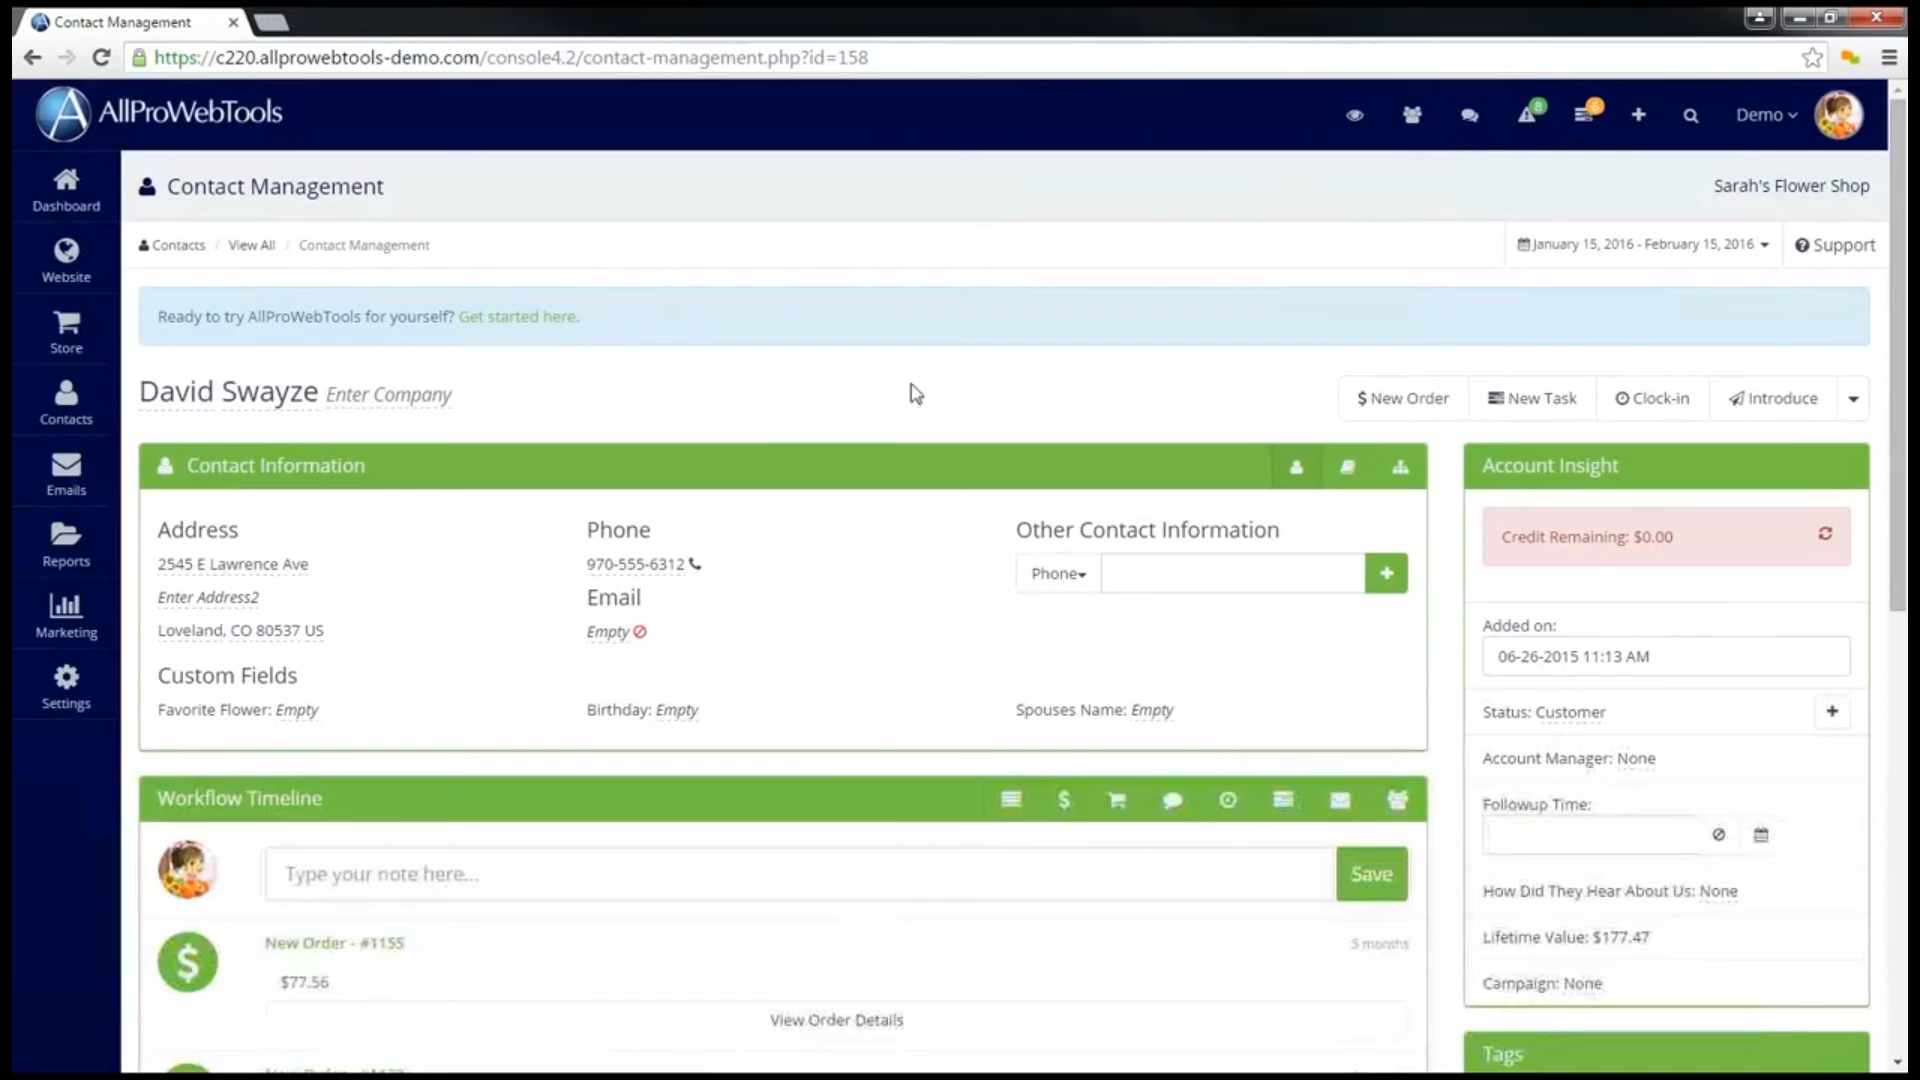 Contact Management
https://c220.allprowebtools-demo.com/console4.2/contact-management.php?id=158
AllProWebTools
8
6
Demo
Dashboard
Website
Store
Contacts
Emails
Reports
Marketing
Settings
Contact Management
Sarah's Flower Shop
Contacts / View All / Contact Management
January 15, 2016 - February 15, 2016
Support
Ready to try AllProWebTools for yourself? Get started here.
David Swayze Enter Company
$ New Order
New Task
Clock-in
Introduce
Contact Information
Address
2545 E Lawrence Ave
Enter Address2
Loveland, CO 80537 US
Phone
970-555-6312
Email
Empty
Other Contact Information
Phone
Custom Fields
Favorite Flower: Empty
Birthday: Empty
Spouses Name: Empty
Workflow Timeline
Type your note here...
Save
New Order - #1155
5 months
$77.56
View Order Details
Account Insight
Credit Remaining: $0.00
Added on:
06-26-2015 11:13 AM
Status: Customer
Account Manager: None
Followup Time:
How Did They Hear About Us: None
Lifetime Value: $177.47
Campaign: None
Tags